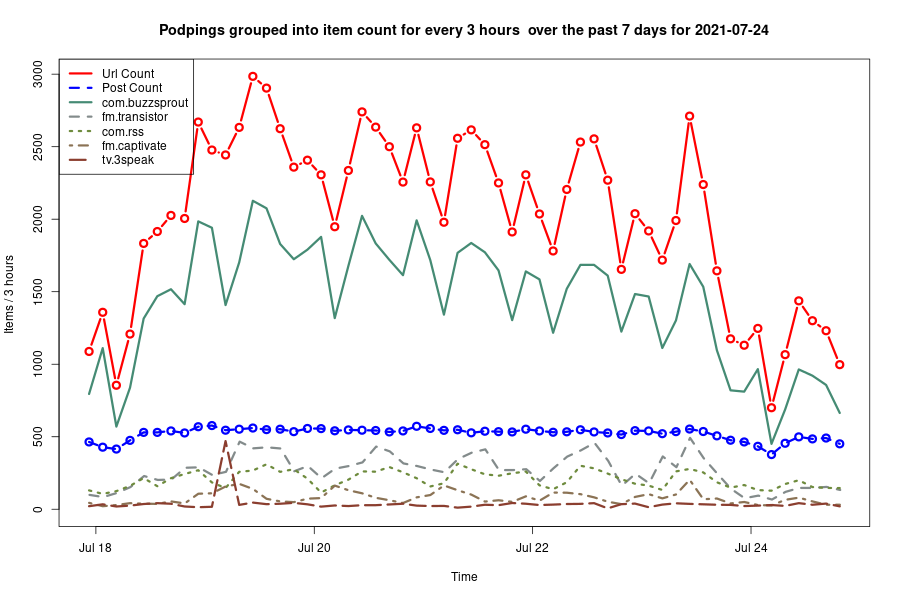 Podpings grouped into item count for every 3 hours  over the past 7 days for 2021-07-24
Url Count
Post Count
com.buzzsprout
fm.transistor
com.rss
fm.captivate
tv.3speak
Items / 3 hours
3000
2500
2000
1500
1000
500
0
Jul 18
Jul 20
Jul 22
Jul 24
Time